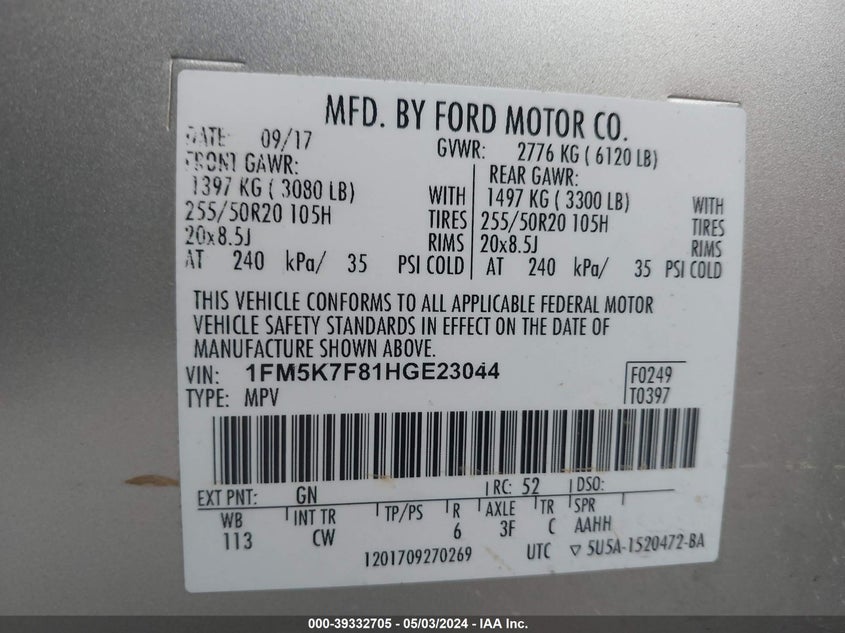 MFD. BY FORD MOTOR CO.
DATE: 09/17 GVWR: 2776 KG ( 6120 LB)
FRONT GAWR: REAR GAWR:
1397 KG ( 3080 LB) WITH 1497 KG ( 3300 LB) WITH
255/50R20 105H TIRES 255/50R20 105H TIRES
20x8.5J RIMS 20x8.5J RIMS
AT 240 kPa/ 35 PSI COLD AT 240 kPa/ 35 PSI COLD
THIS VEHICLE CONFORMS TO ALL APPLICABLE FEDERAL MOTOR
VEHICLE SAFETY STANDARDS IN EFFECT ON THE DATE OF
MANUFACTURE SHOWN ABOVE.
VIN: 1FM5K7F81HGE23044 F0249
TYPE: MPV T0397
EXT PNT: GN RC: 52 DSO:
WB INT TR TP/PS R AXLE TR SPR
113 CW 6 3F C AAHH
1201709270269 UTC ▽ 5U5A-1520472-BA
000-39332705 - 05/03/2024 - IAA Inc.